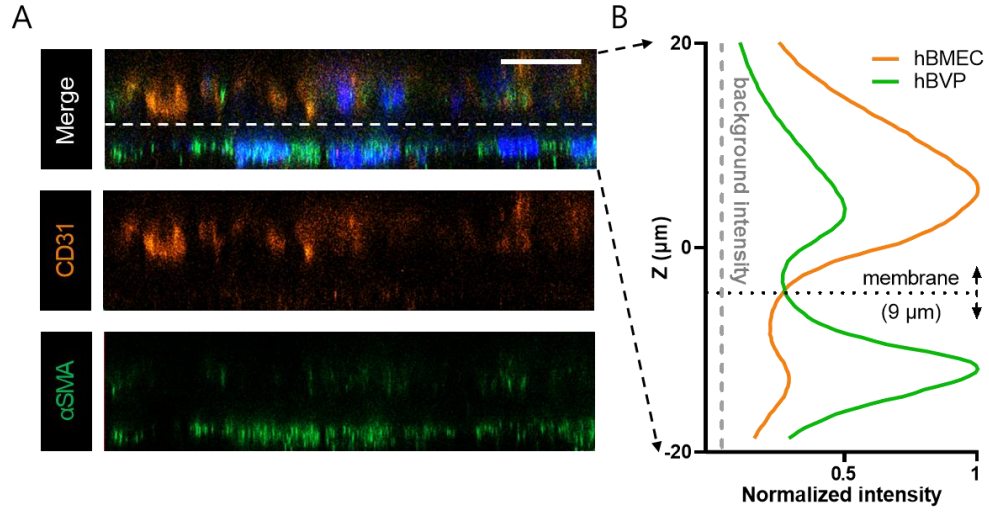 A
B
Merge
CD31
αSMA
20
0
-20
Z (μm)
background intensity
hBMEC
hBVP
membrane
(9 μm)
0.5
1
Normalized intensity